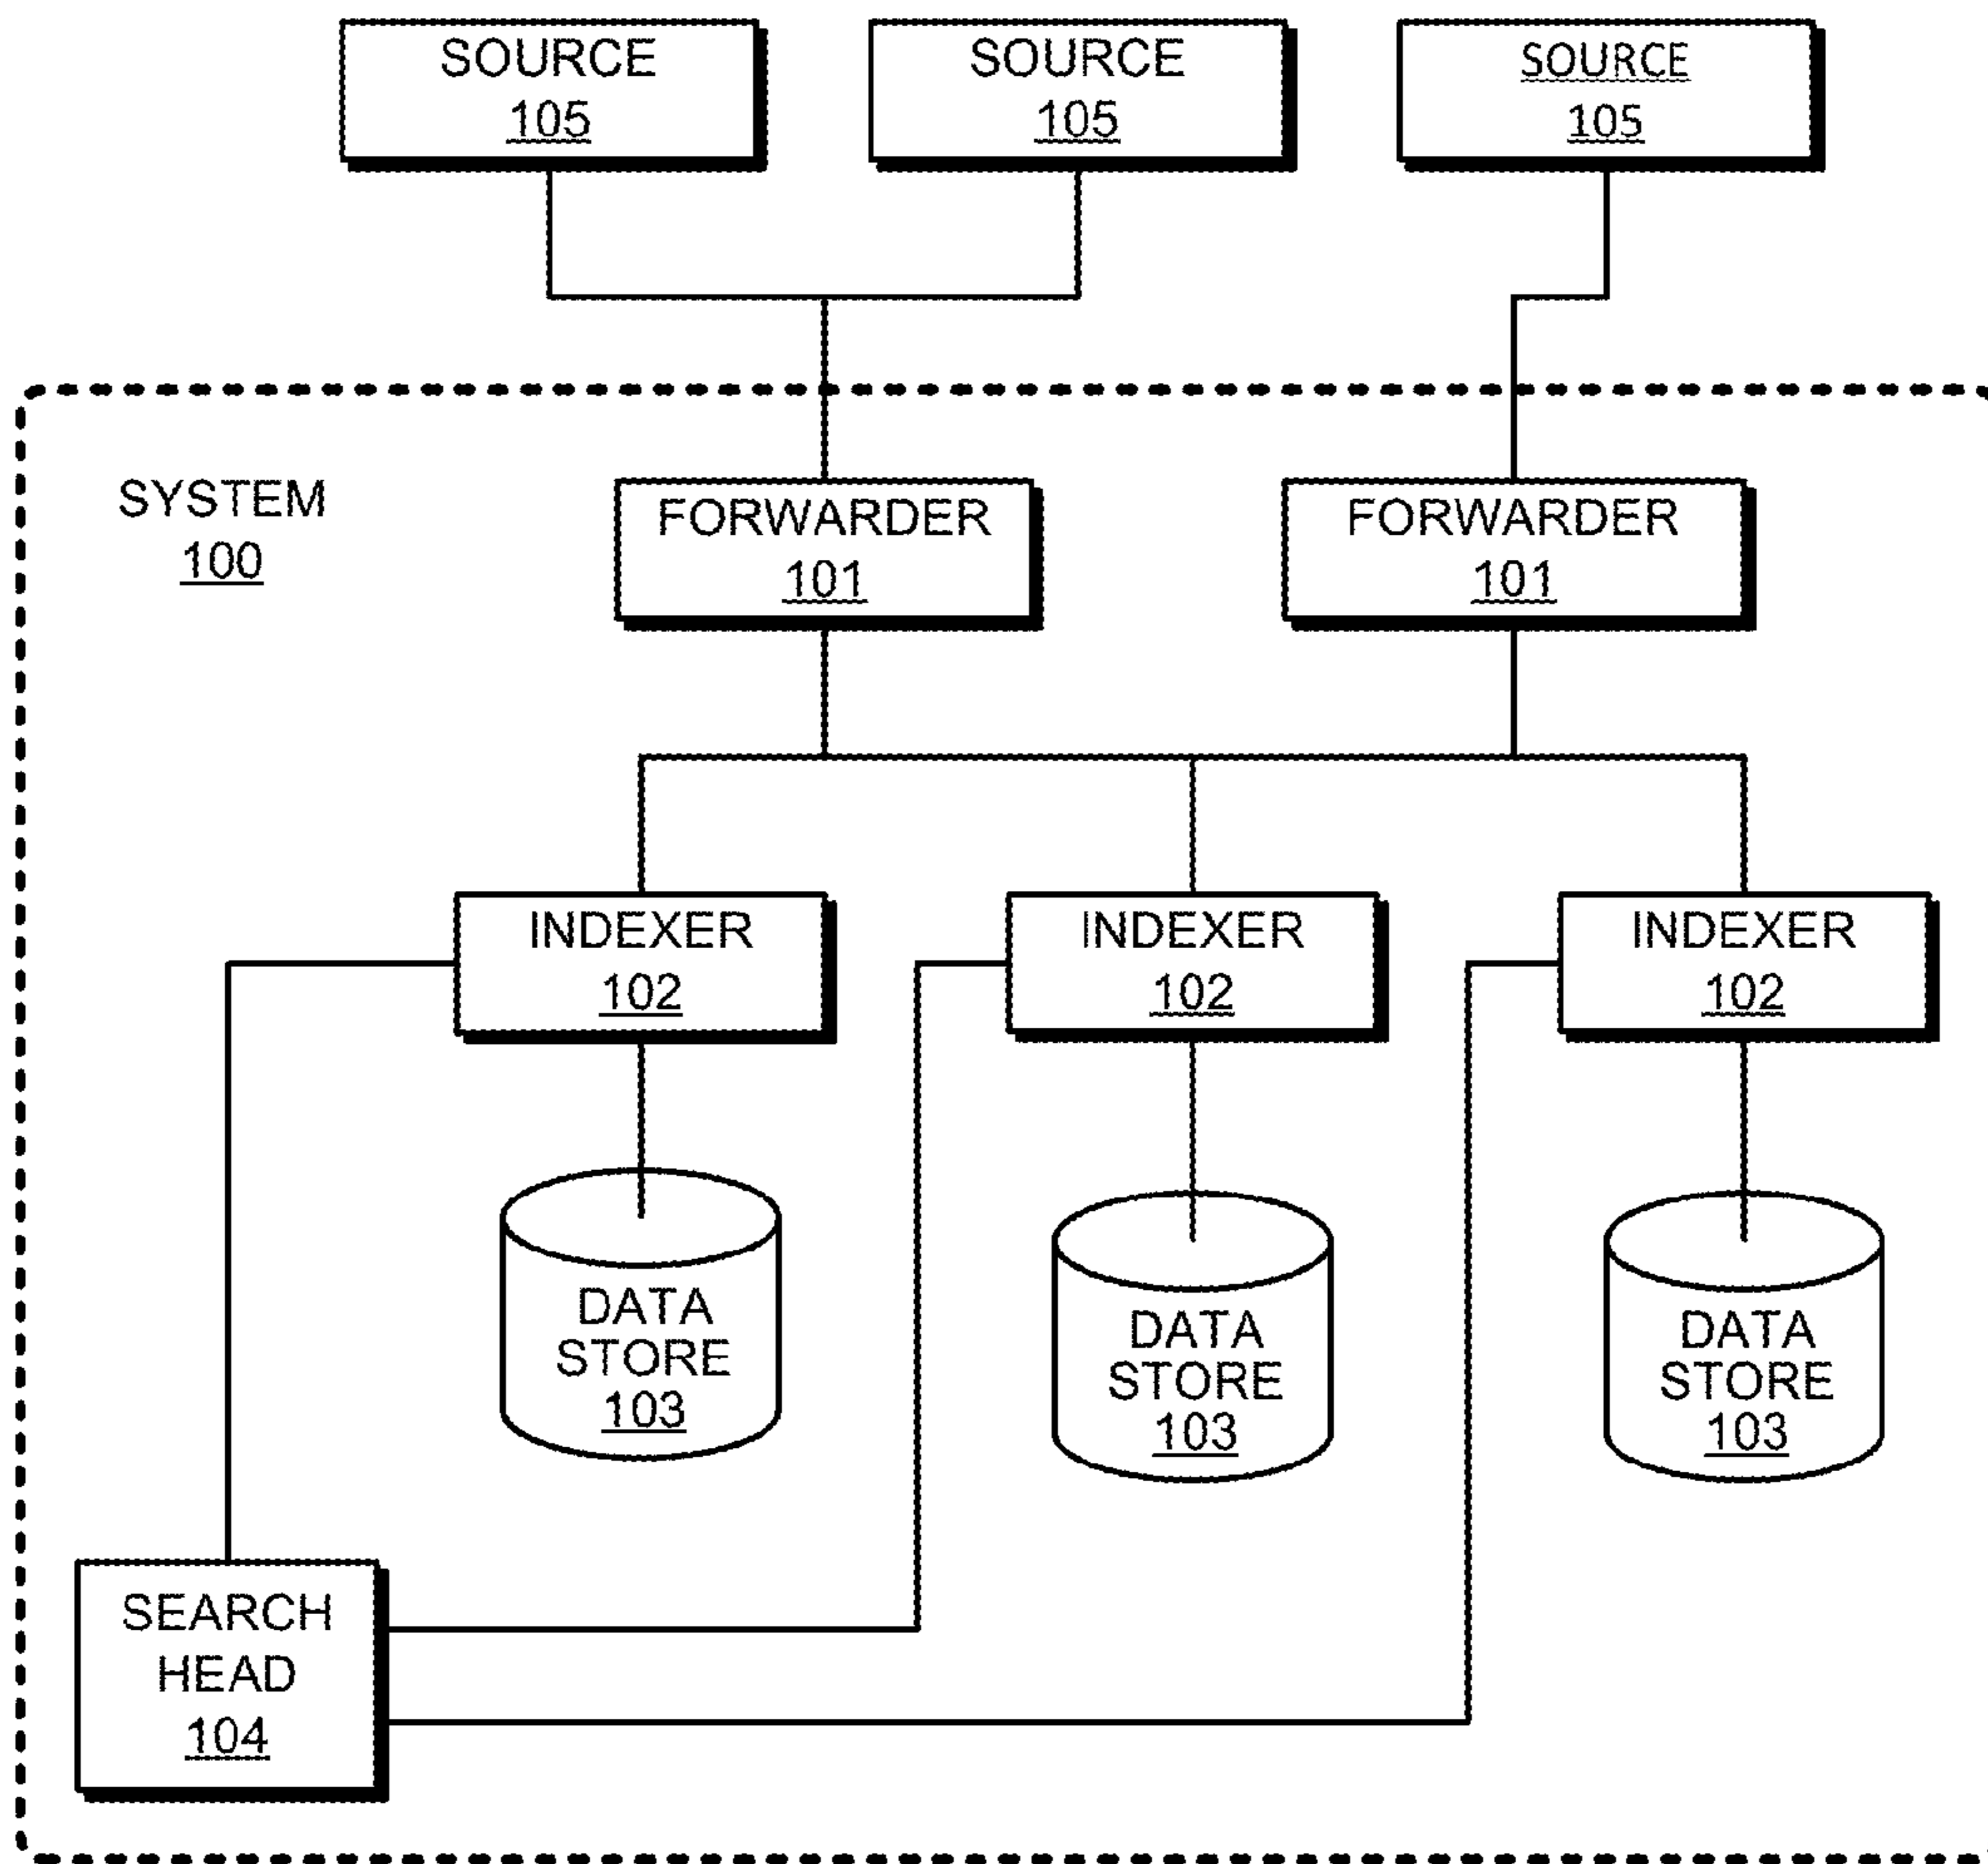 SOURCE
105
SOURCE
105
SOURCE
105
SYSTEM
100
FORWARDER
101
FORWARDER
101
INDEXER
102
INDEXER
102
INDEXER
102
DATA
STORE
103
DATA
STORE
103
DATA
STORE
103
SEARCH
HEAD
104